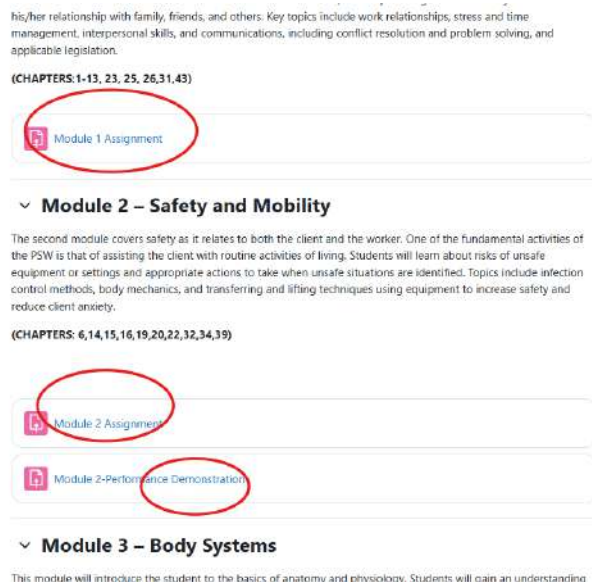 his/her relationship with family, friends, and others. Key topics include work relationships, stress and time
management, interpersonal skills, and communications, including conflict resolution and problem solving, and
applicable legislation.
(CHAPTERS:1-13, 23, 25, 26,31,43)
Module 1 Assignment
Module 2 – Safety and Mobility
The second module covers safety as it relates to both the client and the worker. One of the fundamental activities of
the PSW is that of assisting the client with routine activities of living. Students will learn about risks of unsafe
equipment or settings and appropriate actions to take when unsafe situations are identified. Topics include infection
control methods, body mechanics, and transferring and lifting techniques using equipment to increase safety and
reduce client anxiety.
(CHAPTERS: 6,14,15,16,19,20,22,32,34,39)
Module 2 Assignment
Module 2-Performance Demonstration
Module 3 – Body Systems
This module will introduce the student to the basics of anatomy and physiology. Students will gain an understanding